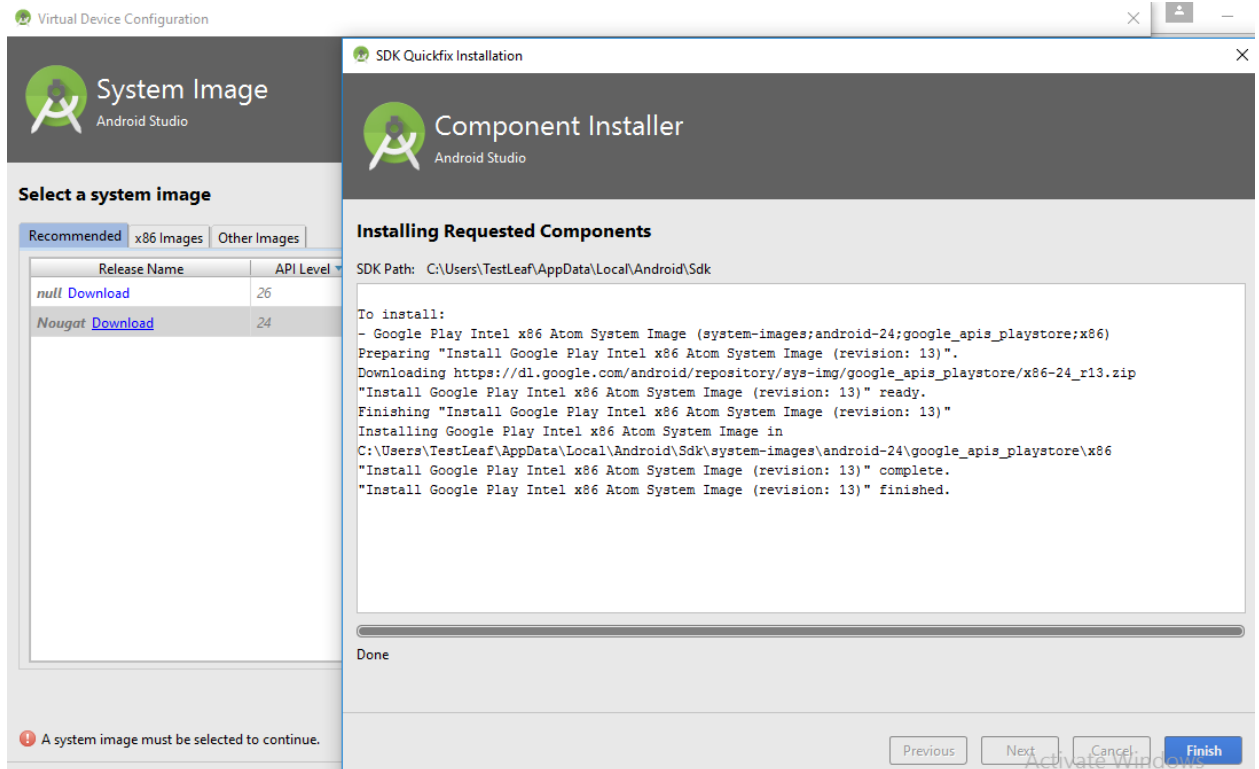 Virtual Device Configuration
System Image
Android Studio
Select a system image
Recommended x86 Images Other Images
Release Name API Level
null Download 26
Nougat Download 24
A system image must be selected to continue.
SDK Quickfix Installation
Component Installer
Android Studio
Installing Requested Components
SDK Path: C:\Users\TestLeaf\AppData\Local\Android\Sdk
To install:
- Google Play Intel x86 Atom System Image (system-images;android-24;google_apis_playstore;x86)
Preparing "Install Google Play Intel x86 Atom System Image (revision: 13)".
Downloading https://dl.google.com/android/repository/sys-img/google_apis_playstore/x86-24_r13.zip
"Install Google Play Intel x86 Atom System Image (revision: 13)" ready.
Finishing "Install Google Play Intel x86 Atom System Image (revision: 13)"
Installing Google Play Intel x86 Atom System Image in
C:\Users\TestLeaf\AppData\Local\Android\Sdk\system-images\android-24\google_apis_playstore\x86
"Install Google Play Intel x86 Atom System Image (revision: 13)" complete.
"Install Google Play Intel x86 Atom System Image (revision: 13)" finished.
Done
Previous Next Cancel Finish
Activate Windows